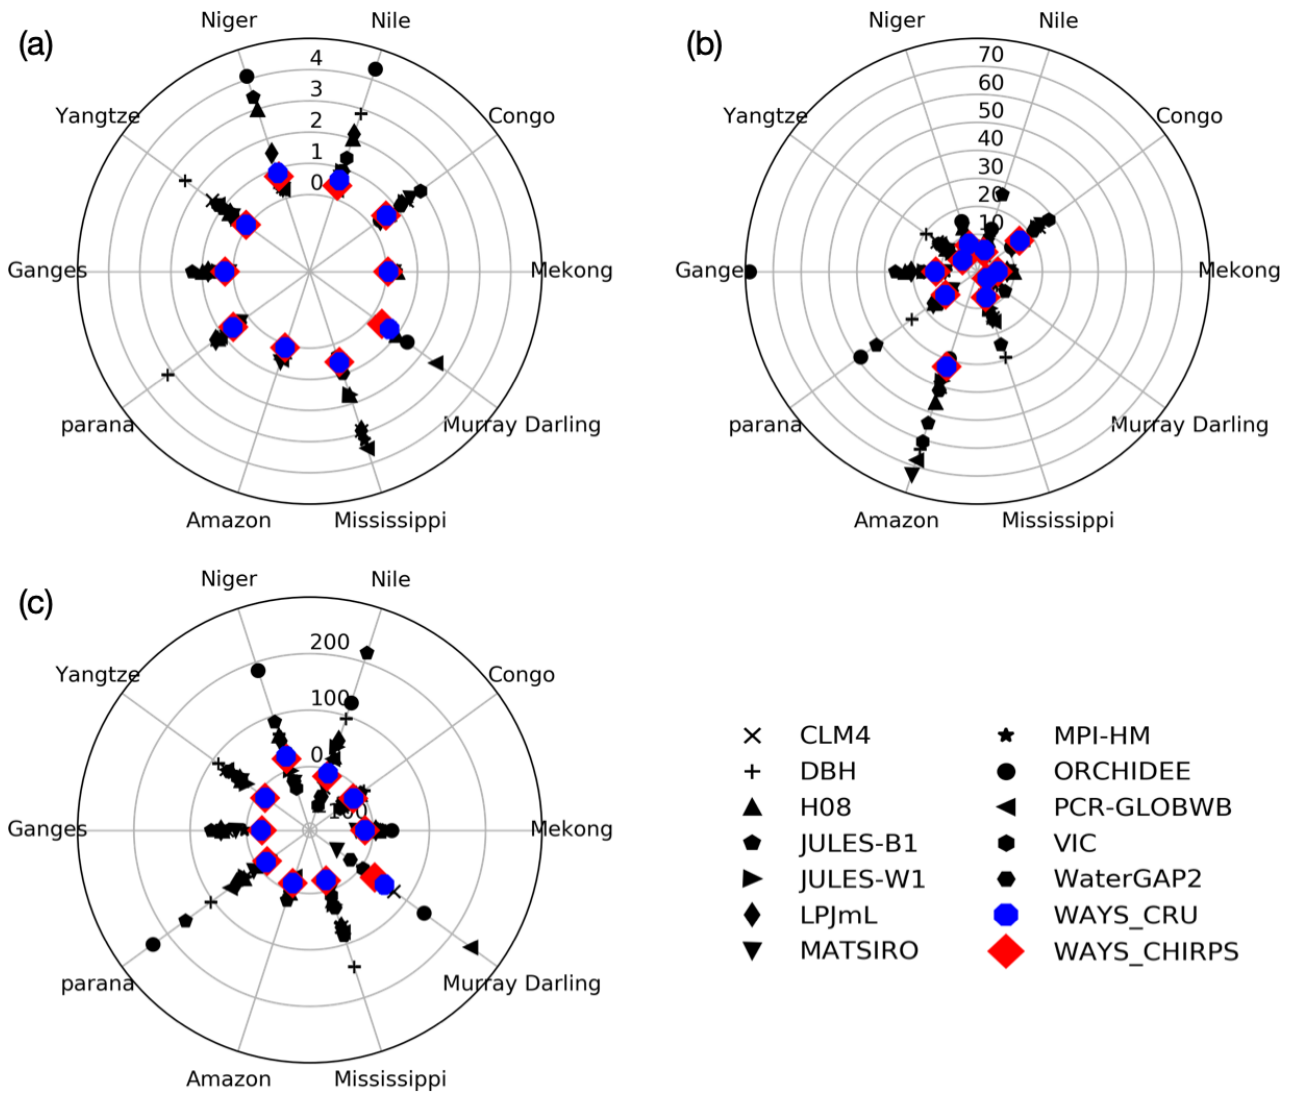 (a)
Niger
Nile
Yangtze
Congo
Ganges
Mekong
parana
Murray Darling
Amazon
Mississippi
4
3
2
1
0
(b)
Niger
Nile
Yangtze
Congo
Ganges
Mekong
parana
Murray Darling
Amazon
Mississippi
70
60
50
40
30
20
10
(c)
Niger
Nile
Yangtze
Congo
Ganges
Mekong
parana
Murray Darling
Amazon
Mississippi
200
100
0
100
CLM4
DBH
H08
JULES-B1
JULES-W1
LPJmL
MATSIRO
MPI-HM
ORCHIDEE
PCR-GLOBWB
VIC
WaterGAP2
WAYS_CRU
WAYS_CHIRPS